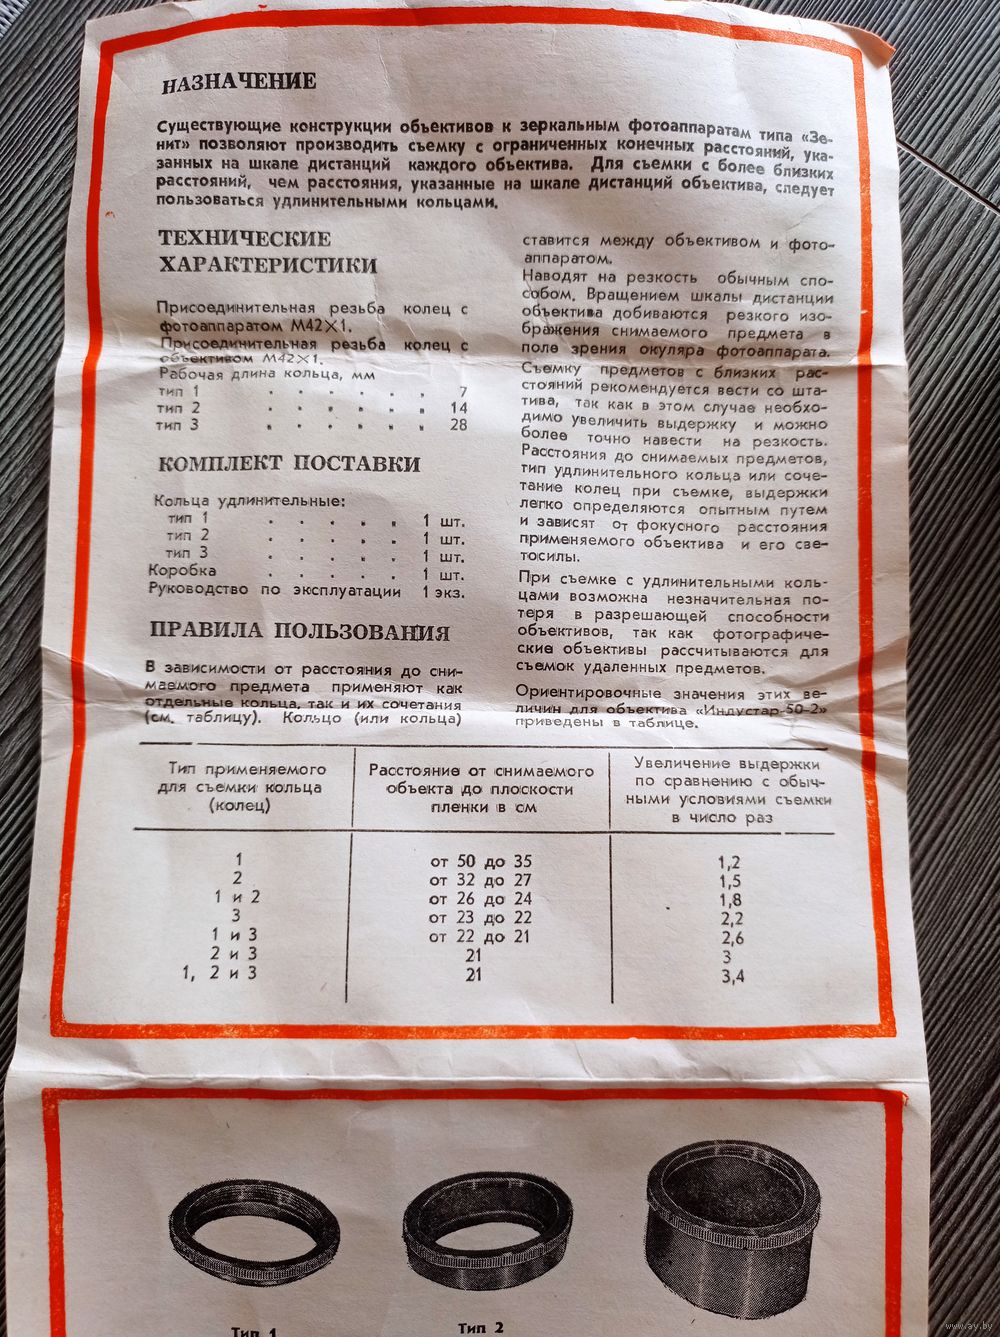 НАЗНАЧЕНИЕ
Существующие конструкции объективов к зеркальным фотоаппаратам типа «Зе-
нит» позволяют производить съемку с ограниченных конечных расстояний, ука-
занных на шкале дистанций каждого объектива. Для съемки с более близких
расстояний, чем расстояния, указанные на шкале дистанций объектива, следует
пользоваться удлинительными кольцами.
ТЕХНИЧЕСКИЕ
ХАРАКТЕРИСТИКИ
Присоединительная резьба колец с
фотоаппаратом М42×1.
Присоединительная резьба колец с
объективом М42×1.
Рабочая длина кольца, мм
тип 1 . . . . . . 7
тип 2 . . . . . . 14
тип 3 . . . . . . 28
КОМПЛЕКТ ПОСТАВКИ
Кольца удлинительные:
тип 1 . . . . . 1 шт.
тип 2 . . . . . 1 шт.
тип 3 . . . . . 1 шт.
Коробка . . . . . 1 шт.
Руководство по эксплуатации 1 экз.
ПРАВИЛА ПОЛЬЗОВАНИЯ
В зависимости от расстояния до сни-
маемого предмета применяют как
отдельные кольца, так и их сочетания
(см. таблицу). Кольцо (или кольца)
ставится между объективом и фото-
аппаратом.
Наводят на резкость обычным спо-
собом. Вращением шкалы дистанции
объектива добиваются резкого изо-
бражения снимаемого предмета в
поле зрения окуляра фотоаппарата.
Съемку предметов с близких рас-
стояний рекомендуется вести со шта-
тива, так как в этом случае необхо-
димо увеличить выдержку и можно
более точно навести на резкость.
Расстояния до снимаемых предметов,
тип удлинительного кольца или соче-
тание колец при съемке, выдержки
легко определяются опытным путем
и зависят от фокусного расстояния
применяемого объектива и его све-
тосилы.
При съемке с удлинительными коль-
цами возможна незначительная по-
теря в разрешающей способности
объективов, так как фотографиче-
ские объективы рассчитываются для
съемок удаленных предметов.
Ориентировочные значения этих ве-
личин для объектива «Индустар-50-2»
приведены в таблице.
Тип применяемого
для съемки кольца
(колец)
Расстояние от снимаемого
объекта до плоскости
пленки в см
Увеличение выдержки
по сравнению с обыч-
ными условиями съемки
в число раз
1 от 50 до 35 1,2
2 от 32 до 27 1,5
1 и 2 от 26 до 24 1,8
3 от 23 до 22 2,2
1 и 3 от 22 до 21 2,6
2 и 3 21 3
1, 2 и 3 21 3,4
Тип 1
Тип 2
www.ay.by